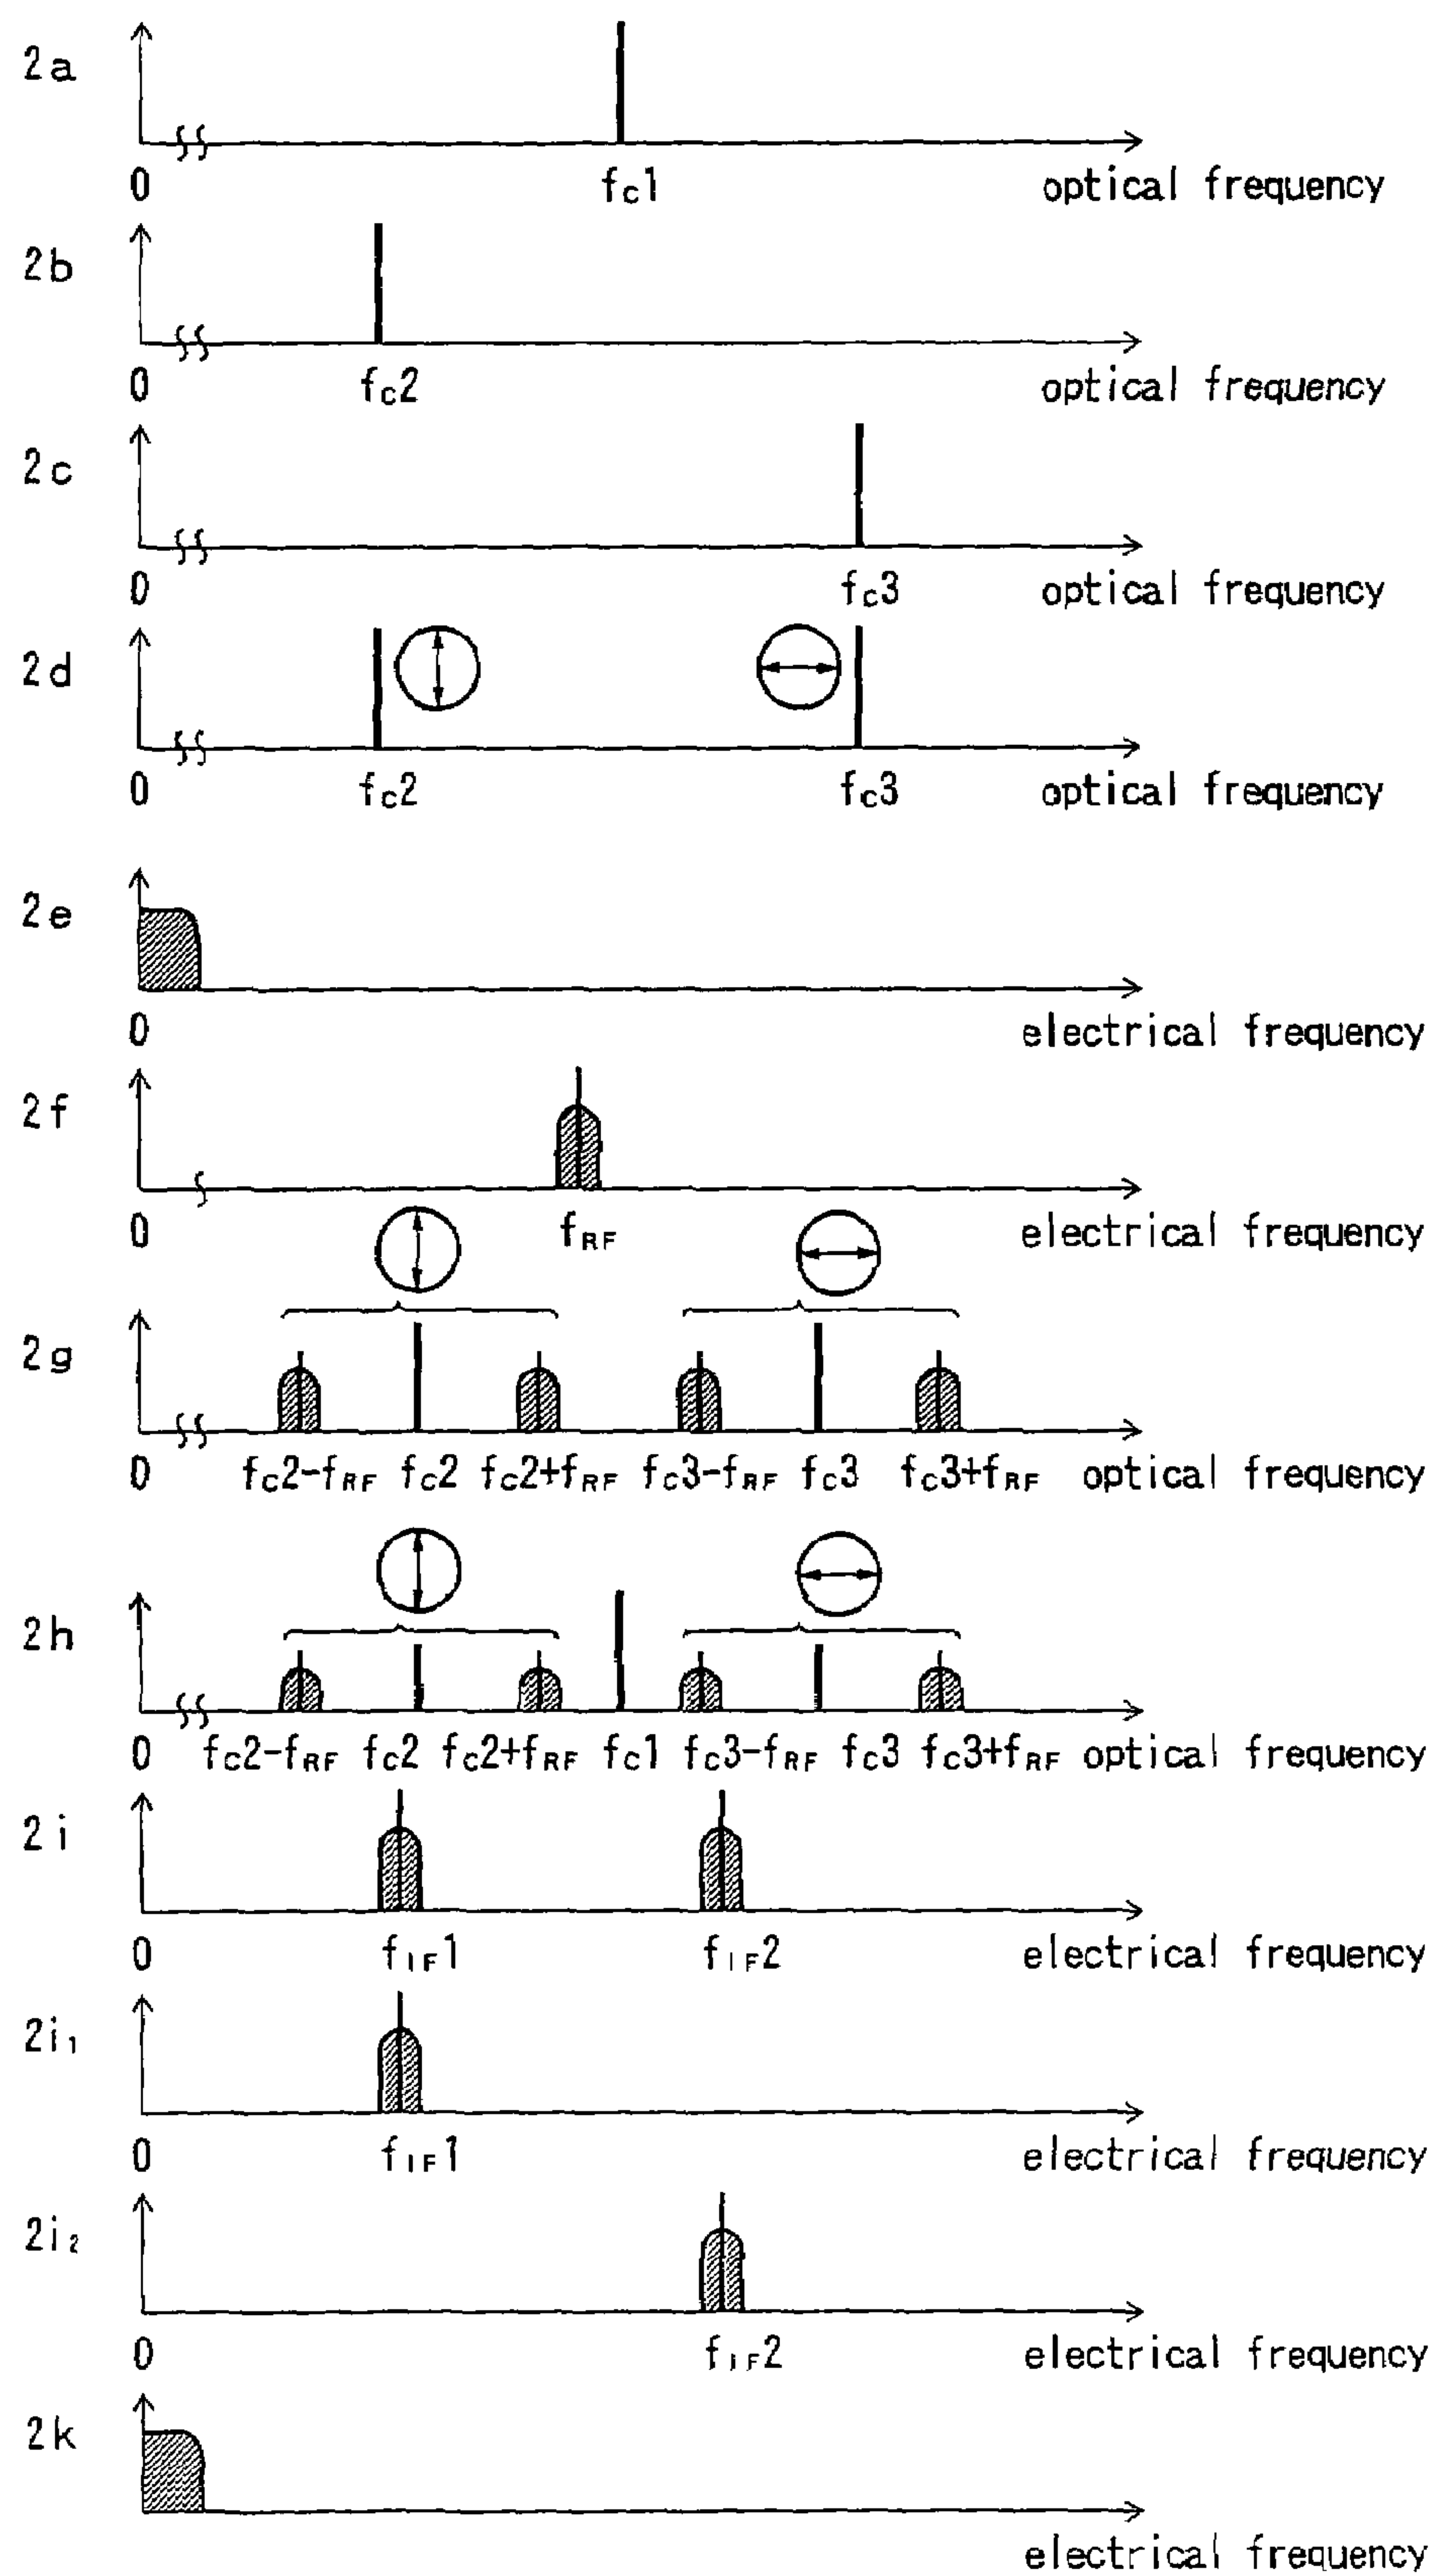 2a
0 fc1 optical frequency
2b
0 fc2 optical frequency
2c
0 fc3 optical frequency
2d
0 fc2 fc3 optical frequency
2e
0 electrical frequency
2f
0 fRF electrical frequency
2g
0 fc2-fRF fc2 fc2+fRF fc3-fRF fc3 fc3+fRF optical frequency
2h
0 fc2-fRF fc2 fc2+fRF fc1 fc3-fRF fc3 fc3+fRF optical frequency
2i
0 fIF1 fIF2 electrical frequency
2i1
0 fIF1 electrical frequency
2i2
0 fIF2 electrical frequency
2k
electrical frequency